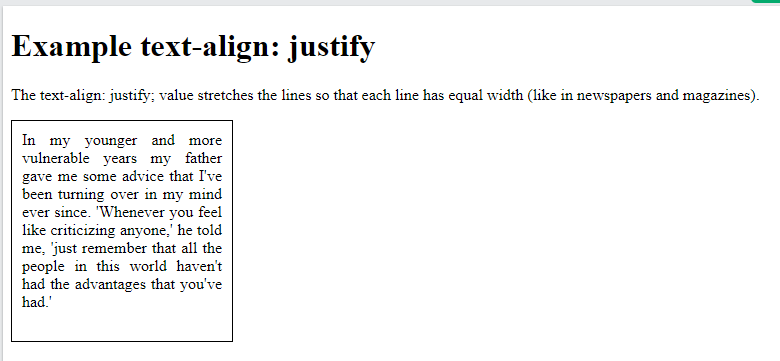 Example text-align: justify
The text-align: justify; value stretches the lines so that each line has equal width (like in newspapers and magazines).
In my younger and more
vulnerable years my father
gave me some advice that I've
been turning over in my mind
ever since. 'Whenever you feel
like criticizing anyone,' he told
me, 'just remember that all the
people in this world haven't
had the advantages that you've
had.'